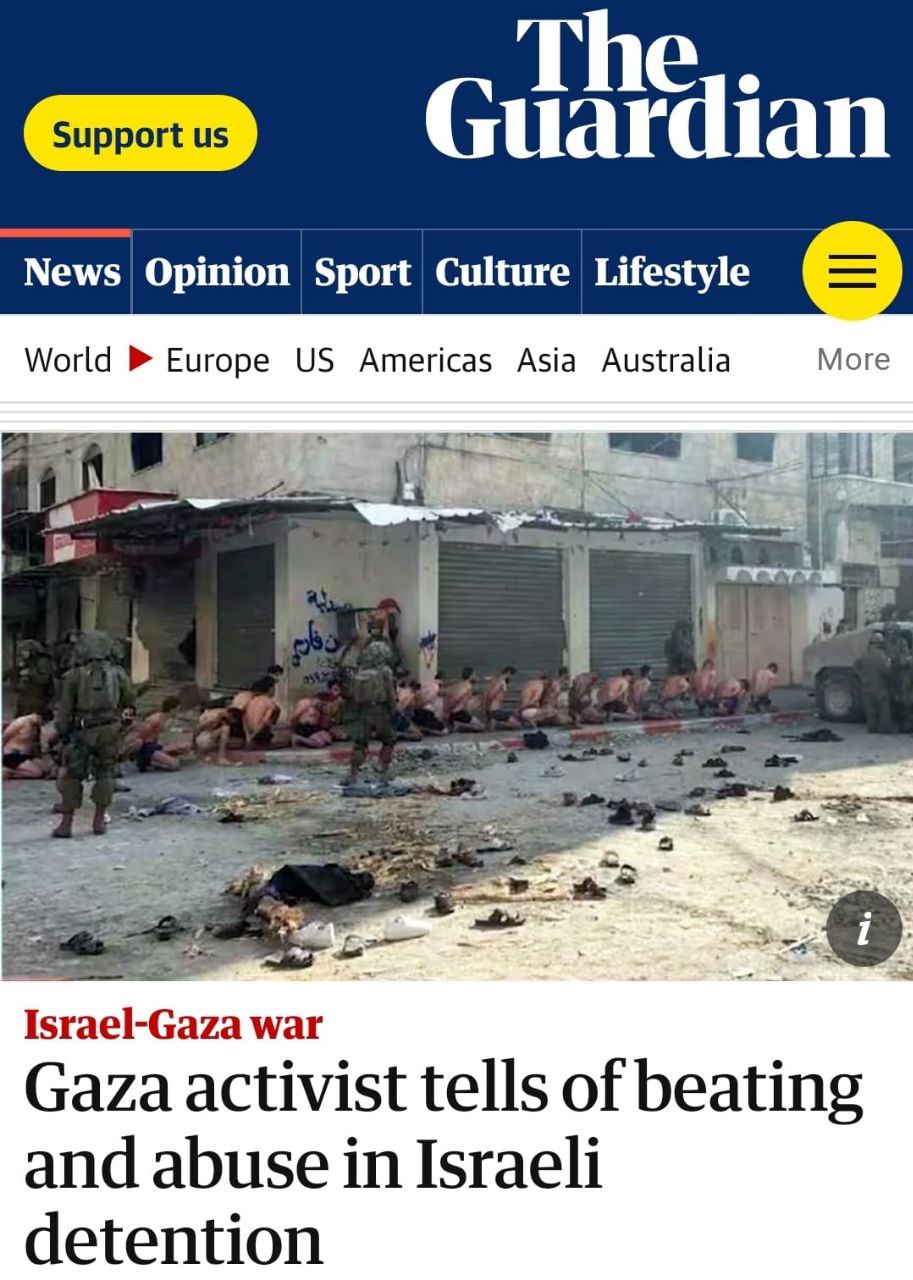 The
Guardian
Support us
News Opinion Sport Culture Lifestyle
World Europe US Americas Asia Australia More
i
Israel-Gaza war
Gaza activist tells of beating
and abuse in Israeli
detention